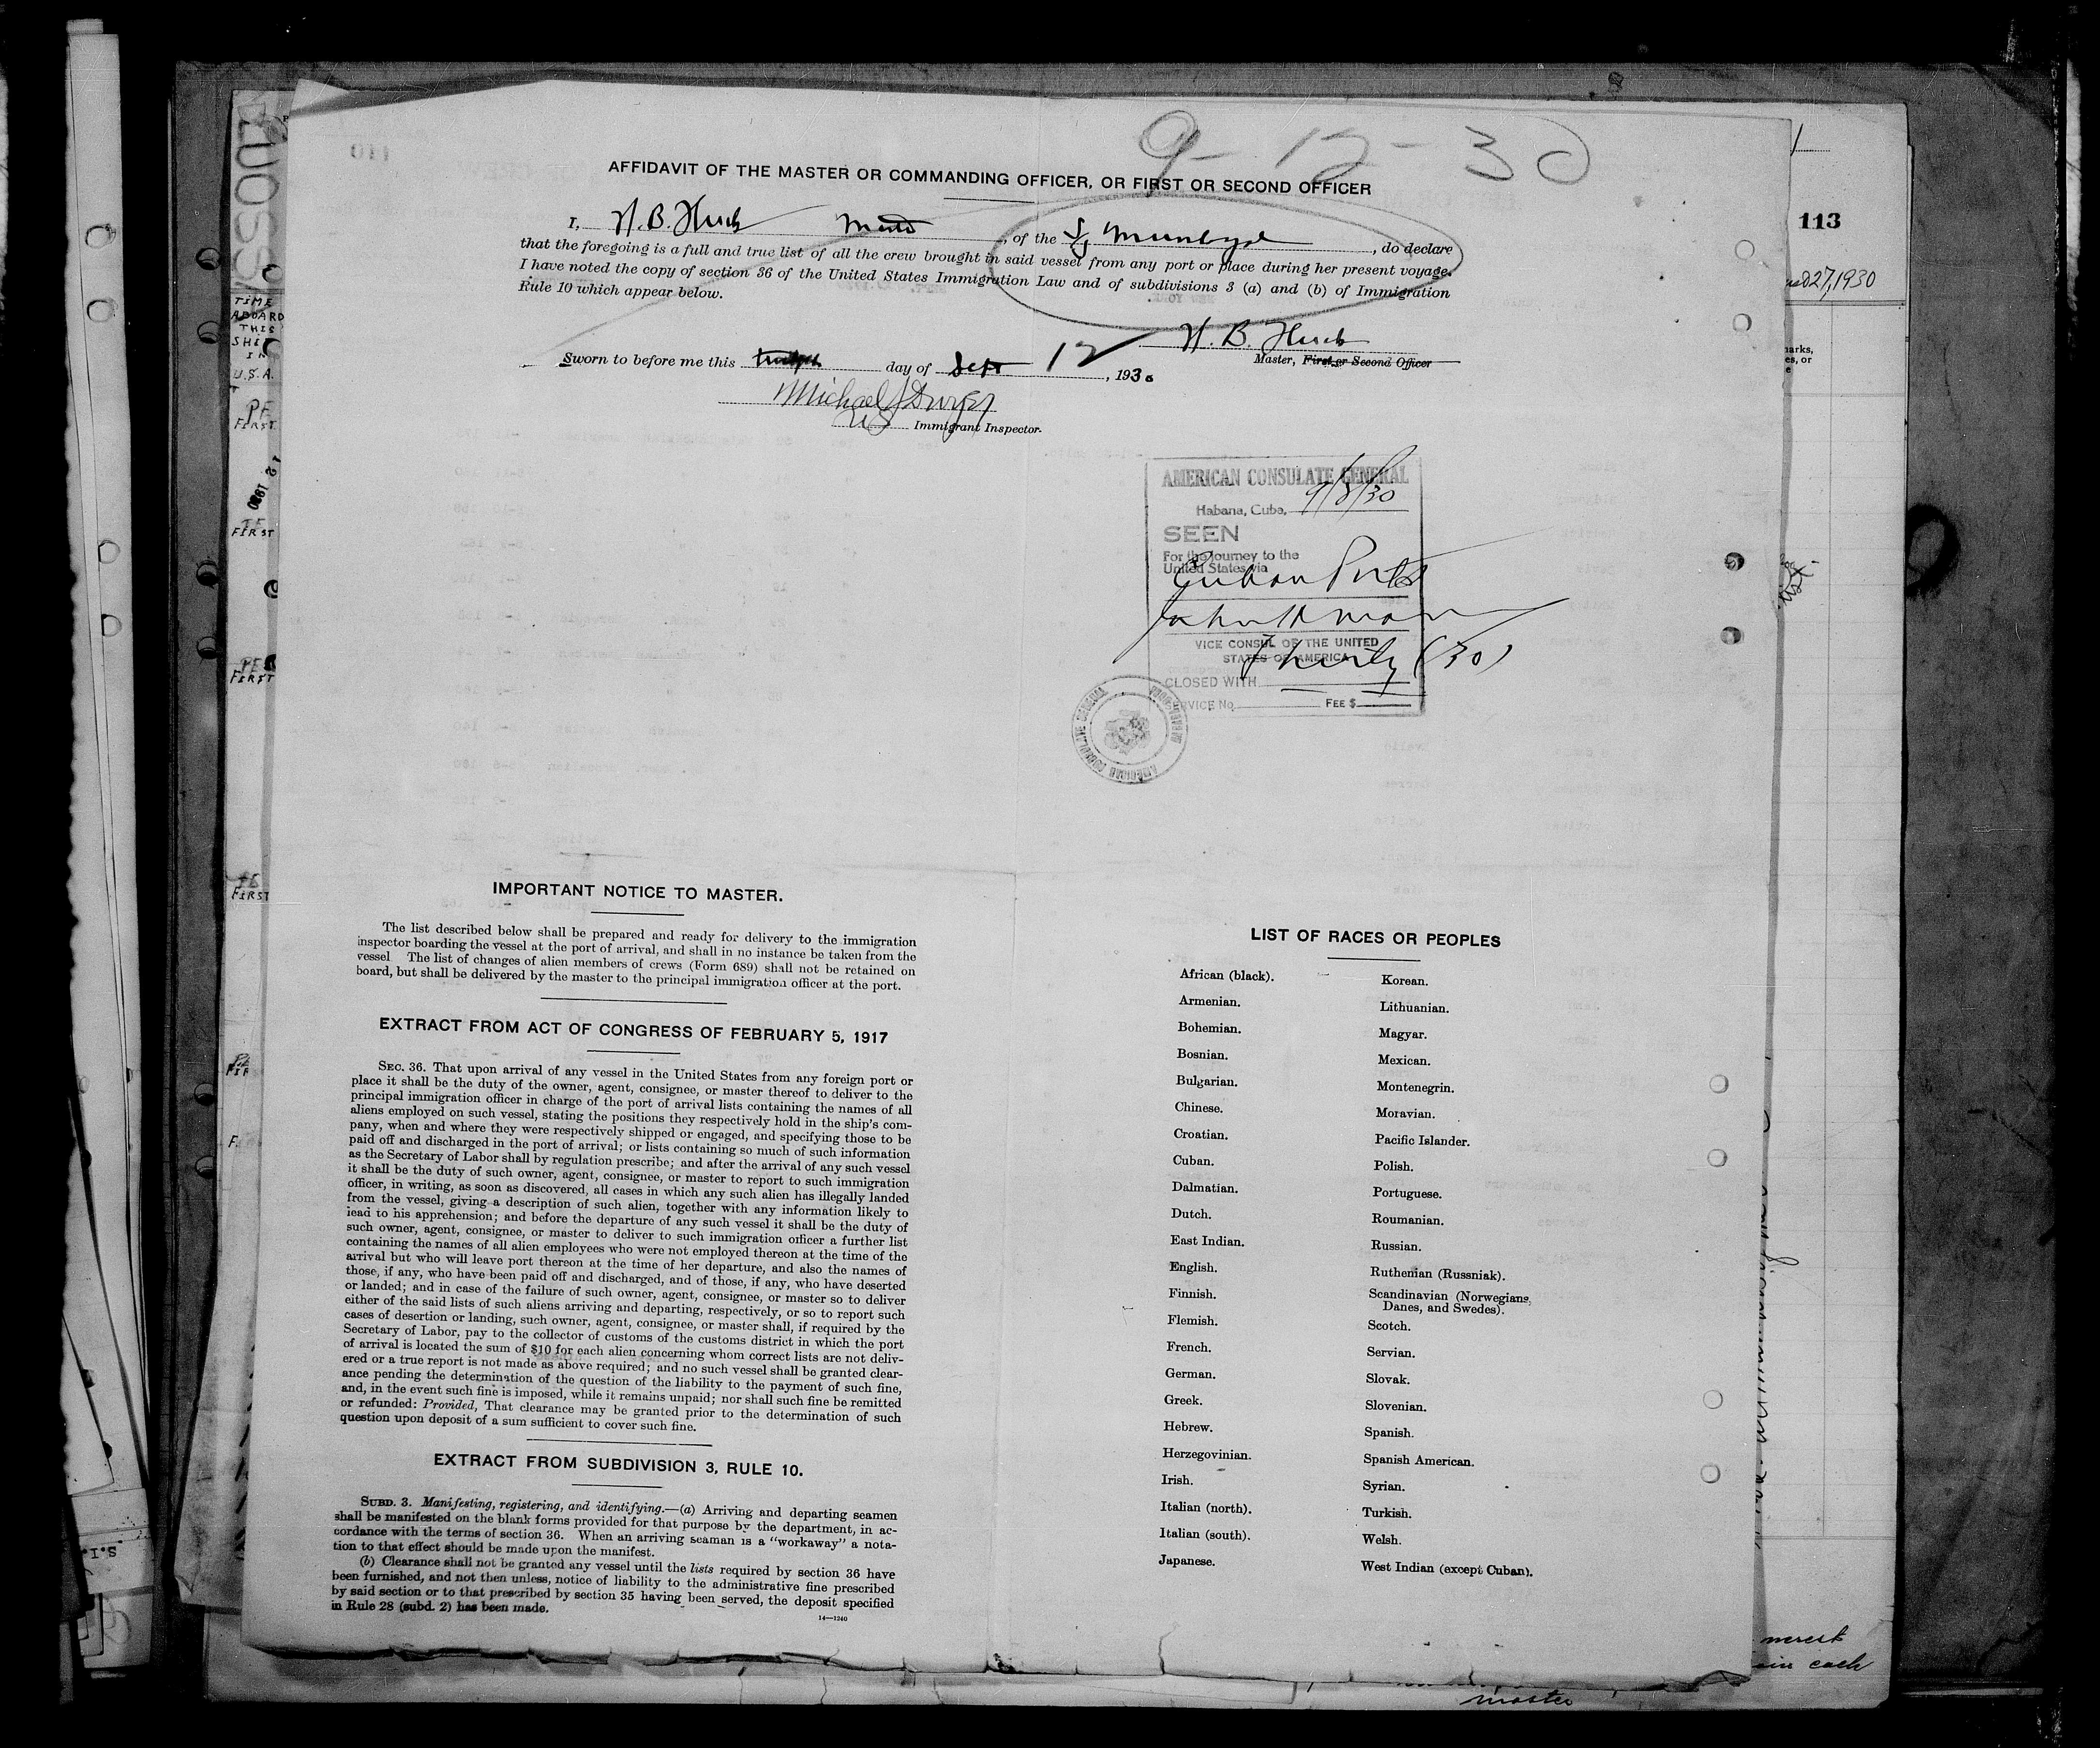 9-12-30
AFFIDAVIT OF THE MASTER OR COMMANDING OFFICER, OR FIRST OR SECOND OFFICER
I, , of the , do declare
that the foregoing is a full and true list of all the crew brought in said vessel from any port or place during her present voyage.
I have noted the copy of section 36 of the United States Immigration Law and of subdivisions 3 (a) and (b) of Immigration
Rule 10 which appear below.
Master, First or Second Officer
Sworn to before me this day of Sept 12, 1930
Michael J Dwyer
US Immigrant Inspector.
113
27, 1930
TIME
ABOARD
THIS
SHIP
IN
U.S.A.
FIRST
FIRST
FIRST
FIRST
AMERICAN CONSULATE GENERAL
Habana, Cuba, 9/8/30
SEEN
For the journey to the
United States via
Cuban Ports
VICE CONSUL OF THE UNITED
STATES OF AMERICA
Thirty (30)
CLOSED WITH
SERVICE No. FEE $
AMERICAN CONSULATE GENERAL
IMPORTANT NOTICE TO MASTER.
The list described below shall be prepared and ready for delivery to the immigration
inspector boarding the vessel at the port of arrival, and shall in no instance be taken from the
vessel The list of changes of alien members of crews (Form 689) shall not be retained on
board, but shall be delivered by the master to the principal immigration officer at the port.
EXTRACT FROM ACT OF CONGRESS OF FEBRUARY 5, 1917
SEC. 36. That upon arrival of any vessel in the United States from any foreign port or
place it shall be the duty of the owner, agent, consignee, or master thereof to deliver to the
principal immigration officer in charge of the port of arrival lists containing the names of all
aliens employed on such vessel, stating the positions they respectively hold in the ship's com-
pany, when and where they were respectively shipped or engaged, and specifying those to be
paid off and discharged in the port of arrival; or lists containing so much of such information
as the Secretary of Labor shall by regulation prescribe; and after the arrival of any such vessel
it shall be the duty of such owner, agent, consignee, or master to report to such immigration
officer, in writing, as soon as discovered, all cases in which any such alien has illegally landed
from the vessel, giving a description of such alien, together with any information likely to
lead to his apprehension; and before the departure of any such vessel it shall be the duty of
such owner, agent, consignee, or master to deliver to such immigration officer a further list
containing the names of all alien employees who were not employed thereon at the time of the
arrival but who will leave port thereon at the time of her departure, and also the names of
those, if any, who have been paid off and discharged, and of those, if any, who have deserted
or landed; and in case of the failure of such owner, agent, consignee, or master so to deliver
either of the said lists of such aliens arriving and departing, respectively, or so to report such
cases of desertion or landing, such owner, agent, consignee, or master shall, if required by the
Secretary of Labor, pay to the collector of customs of the customs district in which the port
of arrival is located the sum of $10 for each alien concerning whom correct lists are not deliv-
ered or a true report is not made as above required; and no such vessel shall be granted clear-
ance pending the determination of the question of the liability to the payment of such fine,
and, in the event such fine is imposed, while it remains unpaid; nor shall such fine be remitted
or refunded: Provided, That clearance may be granted prior to the determination of such
question upon deposit of a sum sufficient to cover such fine.
EXTRACT FROM SUBDIVISION 3, RULE 10.
SUBD. 3. Manifesting, registering, and identifying.—(a) Arriving and departing seamen
shall be manifested on the blank forms provided for that purpose by the department, in ac-
cordance with the terms of section 36. When an arriving seaman is a "workaway" a nota-
tion to that effect should be made upon the manifest.
(b) Clearance shall not be granted any vessel until the lists required by section 36 have
been furnished, and not then unless, notice of liability to the administrative fine prescribed
by said section or to that prescribed by section 35 having been served, the deposit specified
in Rule 28 (subd. 2) has been made.
14—1240
LIST OF RACES OR PEOPLES
African (black).
Armenian.
Bohemian.
Bosnian.
Bulgarian.
Chinese.
Croatian.
Cuban.
Dalmatian.
Dutch.
East Indian.
English.
Finnish.
Flemish.
French.
German.
Greek.
Hebrew.
Herzegovinian.
Irish.
Italian (north).
Italian (south).
Japanese.
Korean.
Lithuanian.
Magyar.
Mexican.
Montenegrin.
Moravian.
Pacific Islander.
Polish.
Portuguese.
Roumanian.
Russian.
Ruthenian (Russniak).
Scandinavian (Norwegians,
Danes, and Swedes).
Scotch.
Servian.
Slovak.
Slovenian.
Spanish.
Spanish American.
Syrian.
Turkish.
Welsh.
West Indian (except Cuban).
each
master